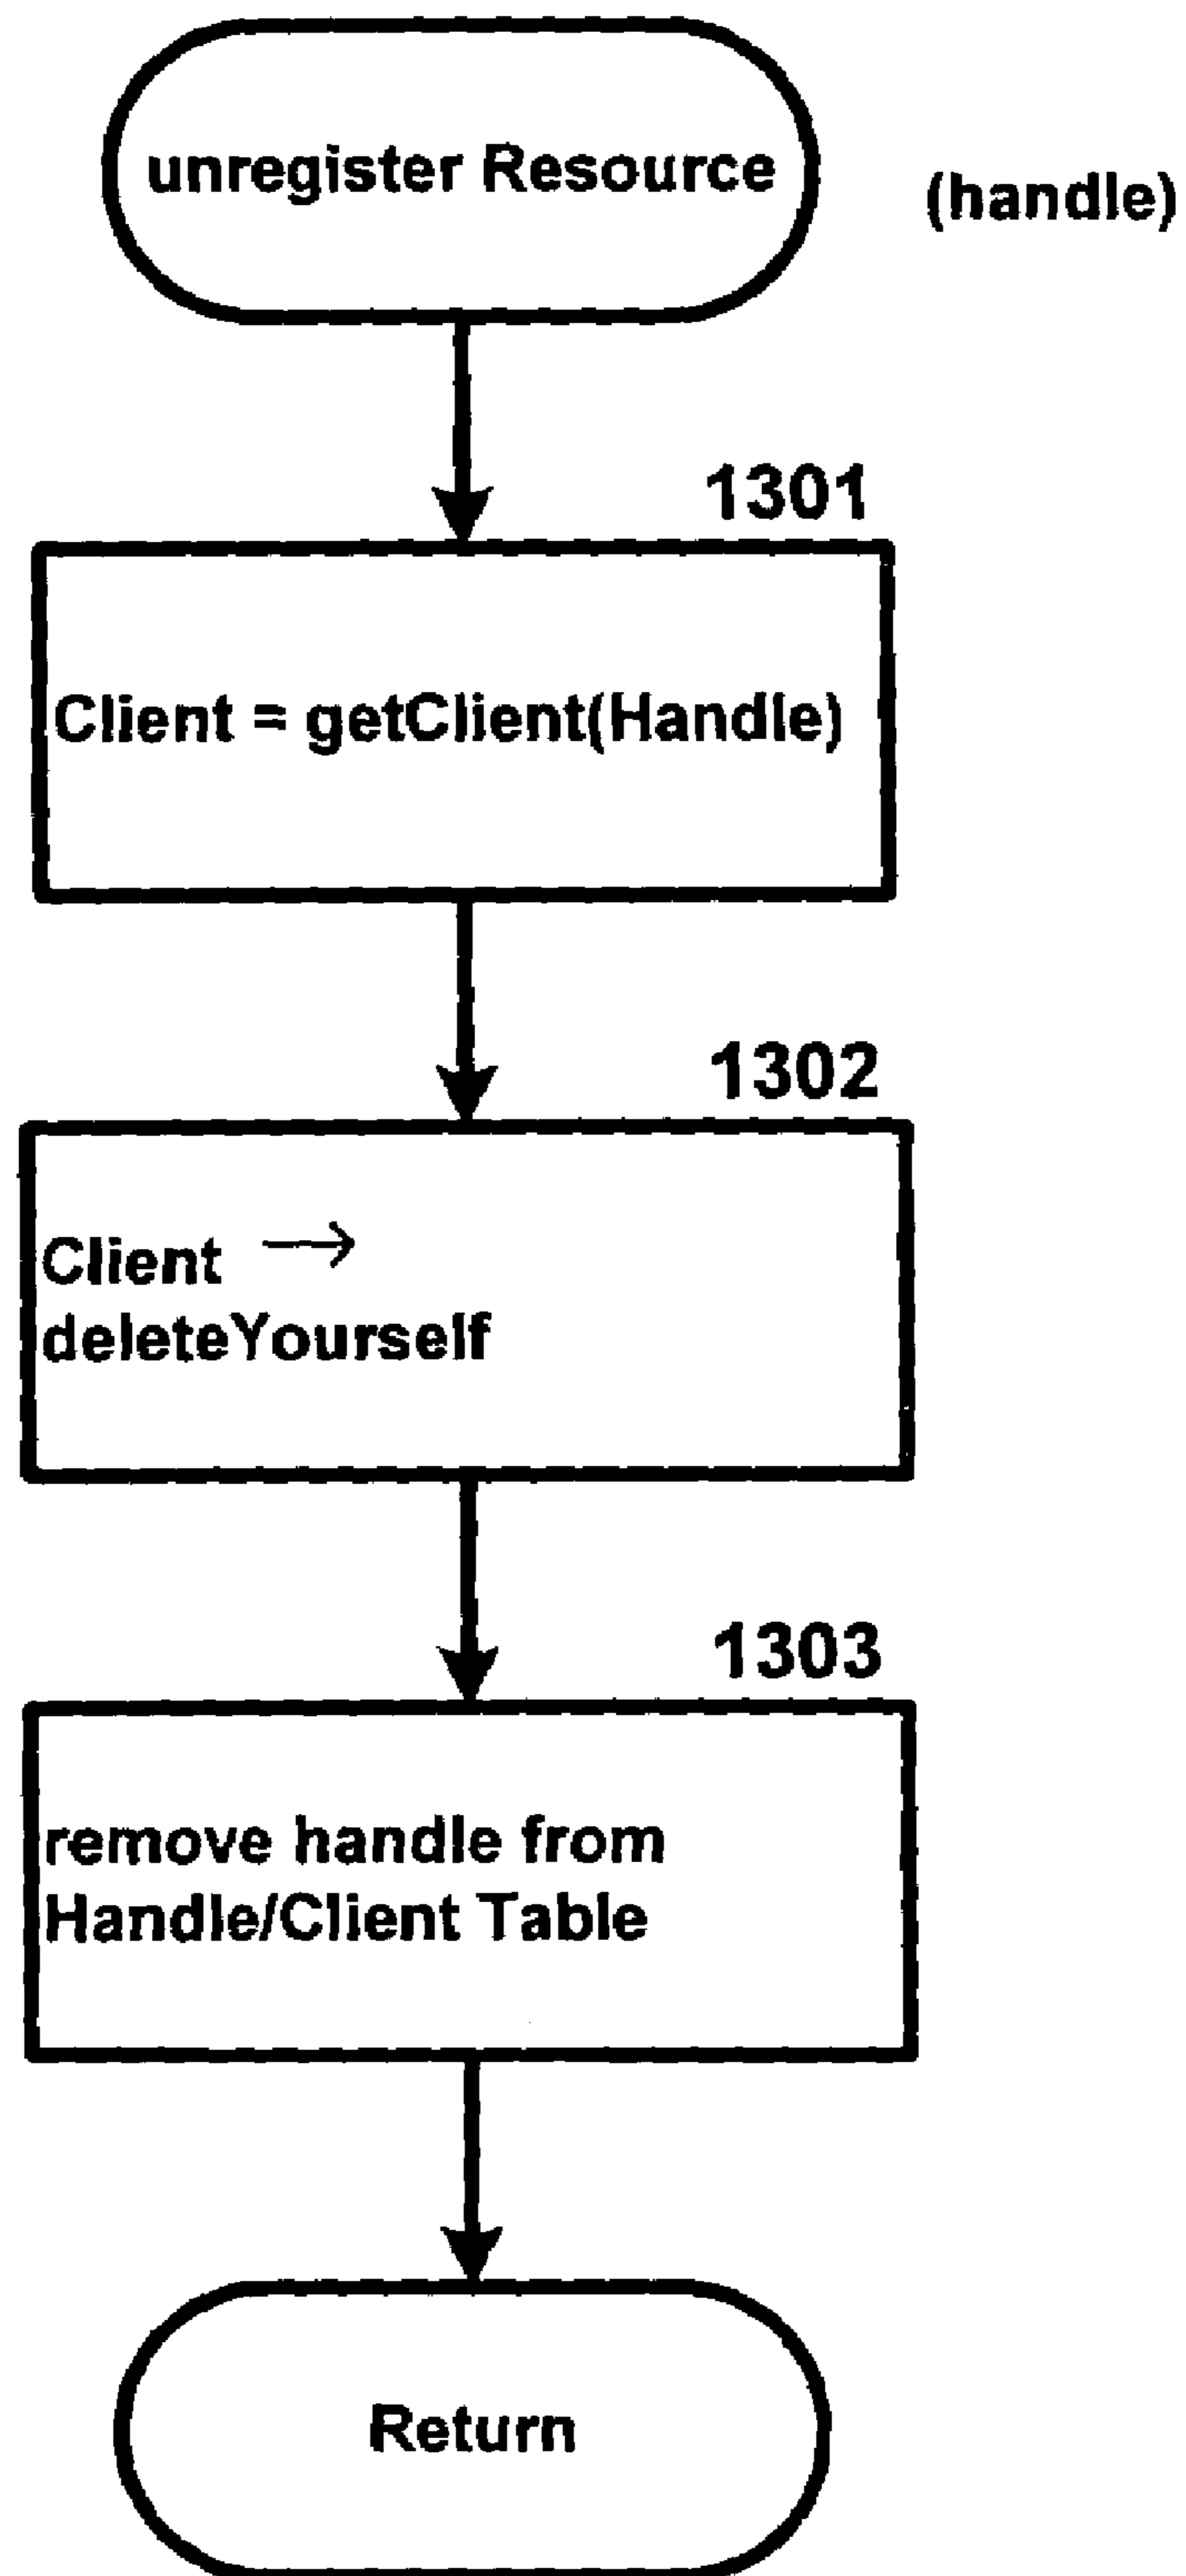 unregister Resource
(handle)
1301
Client = getClient(Handle)
1302
Client →
deleteYourself
1303
remove handle from
Handle/Client Table
Return